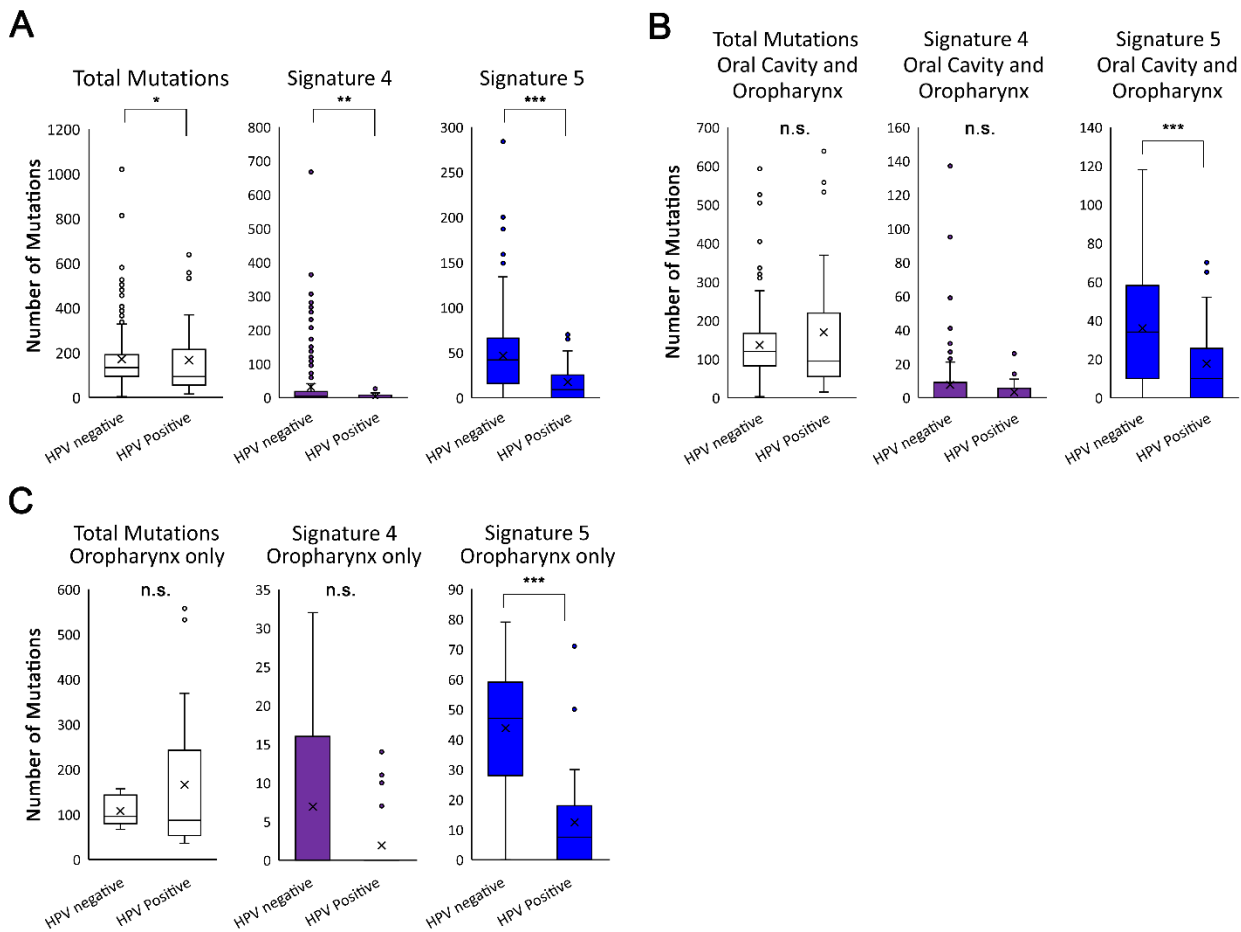 A
Total Mutations
*
Number of Mutations
1200
1000
800
600
400
200
0
HPV negative
HPV Positive
Signature 4
**
800
700
600
500
400
300
200
100
0
HPV negative
HPV Positive
Signature 5
***
300
250
200
150
100
50
0
HPV negative
HPV Positive
B
Total Mutations
Oral Cavity and
Oropharynx
n.s.
Number of Mutations
700
600
500
400
300
200
100
0
HPV negative
HPV Positive
Signature 4
Oral Cavity and
Oropharynx
n.s.
160
140
120
100
80
60
40
20
0
HPV negative
HPV Positive
Signature 5
Oral Cavity and
Oropharynx
***
140
120
100
80
60
40
20
0
HPV negative
HPV Positive
C
Total Mutations
Oropharynx only
n.s.
Number of Mutations
600
500
400
300
200
100
0
HPV negative
HPV Positive
Signature 4
Oropharynx only
n.s.
35
30
25
20
15
10
5
0
HPV negative
HPV Positive
Signature 5
Oropharynx only
***
90
80
70
60
50
40
30
20
10
0
HPV negative
HPV Positive